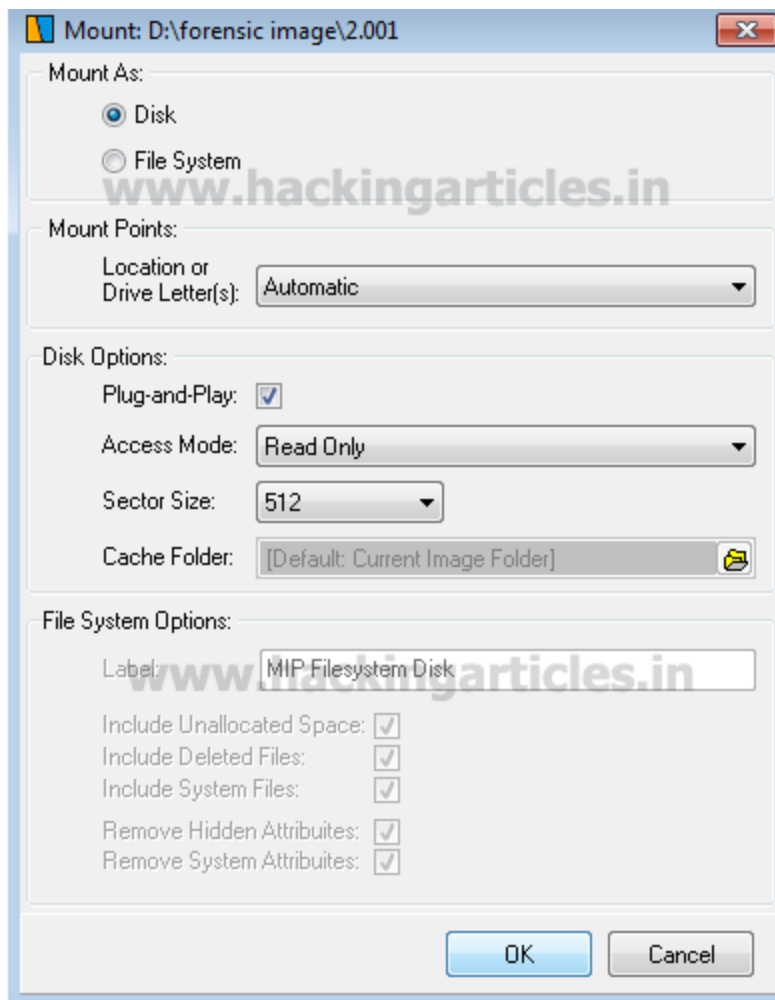 Mount: D:\forensic image\2.001
Mount As:
Disk
File System
www.hackingarticles.in
Mount Points:
Location or
Drive Letter(s): Automatic
Disk Options:
Plug-and-Play:
Access Mode: Read Only
Sector Size: 512
Cache Folder: [Default: Current Image Folder]
File System Options:
Label: MIP Filesystem Disk
www.hackingarticles.in
Include Unallocated Space:
Include Deleted Files:
Include System Files:
Remove Hidden Attribuites:
Remove System Attribuites:
OK Cancel